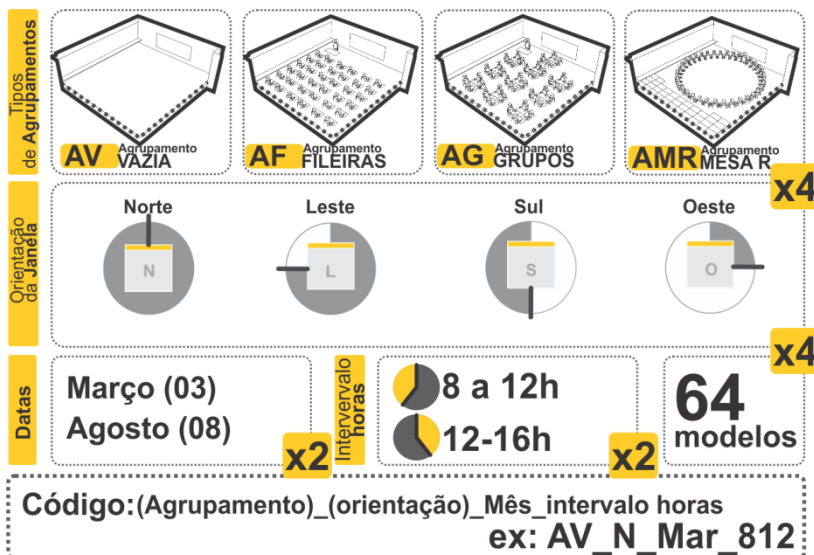 Tipos
de Agrupamentos
AV Agrupamento
VAZIA
AF Agrupamento
FILEIRAS
AG Agrupamento
GRUPOS
AMR Agrupamento
MESA R
x4
Orientação
da Janela
Norte
Leste
Sul
Oeste
N
L
S
O
x4
Datas
Março (03)
Agosto (08)
x2
Intervervalo
horas
8 a 12h
12-16h
x2
64
modelos
Código:(Agrupamento)_(orientação)_Mês_intervalo horas
ex: AV_N_Mar_812